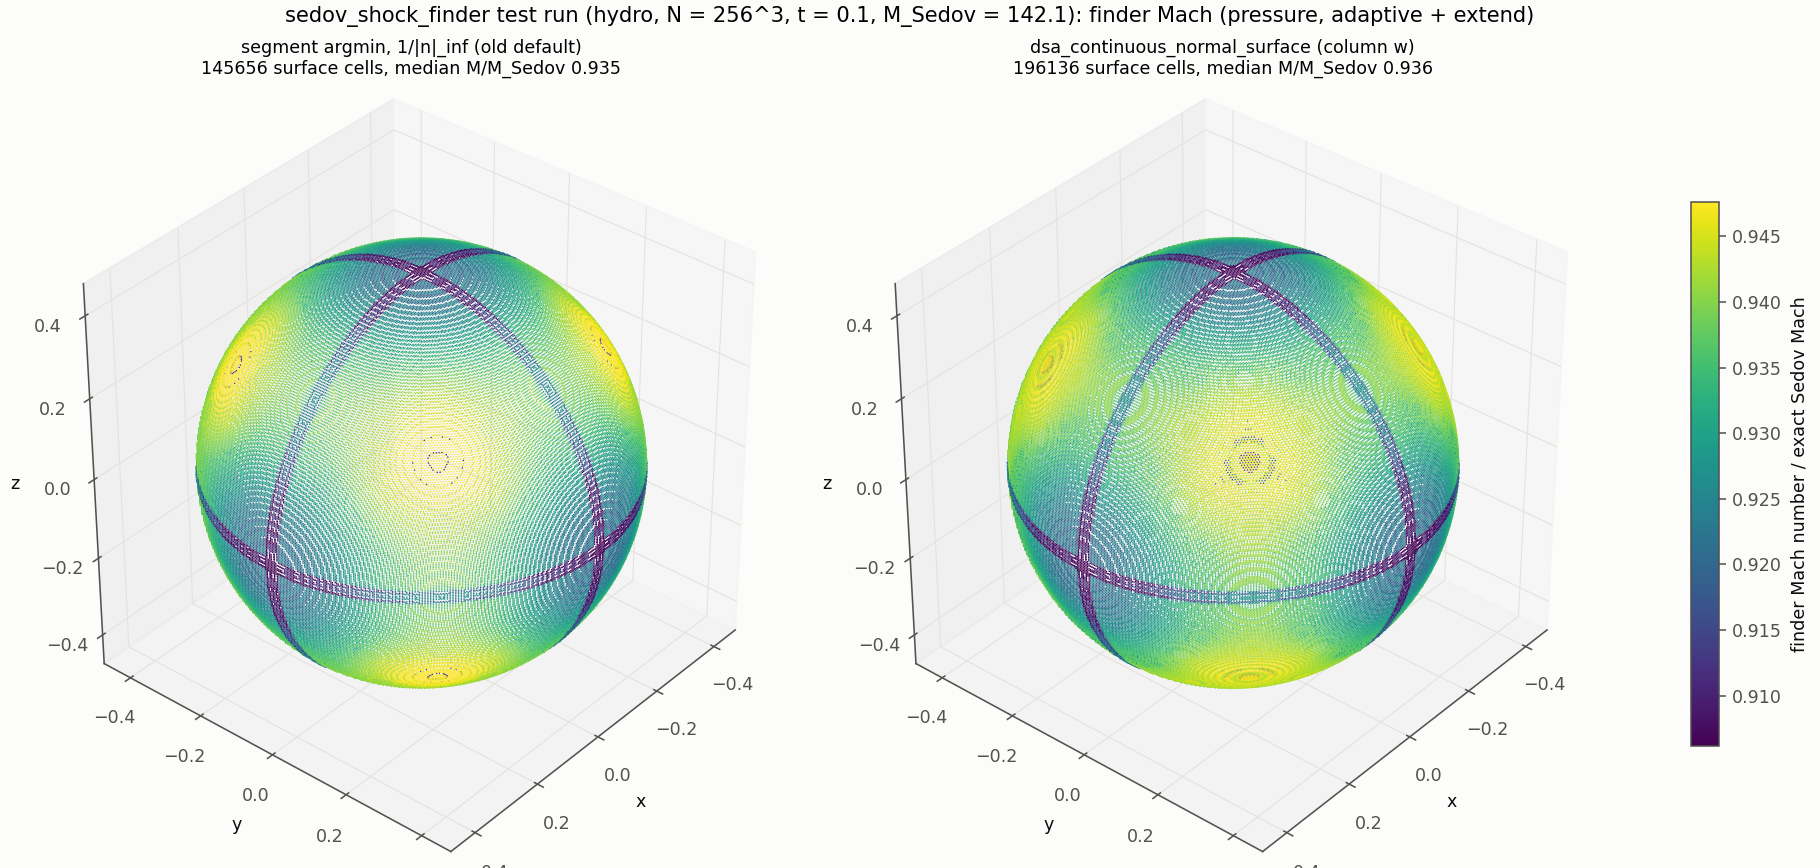 sedov_shock_finder test run (hydro, N = 256^3, t = 0.1, M_Sedov = 142.1): finder Mach (pressure, adaptive + extend)
segment argmin, 1/|n|_inf (old default)
145656 surface cells, median M/M_Sedov 0.935
0.4
0.2
0.0
−0.2
−0.4
z
−0.4
−0.2
0.0
0.2
y
−0.4
−0.2
0.0
0.2
x
dsa_continuous_normal_surface (column w)
196136 surface cells, median M/M_Sedov 0.936
0.4
0.2
0.0
−0.2
−0.4
z
−0.4
−0.2
0.0
0.2
y
−0.4
−0.2
0.0
0.2
x
0.945
0.940
0.935
0.930
0.925
0.920
0.915
0.910
finder Mach number / exact Sedov Mach